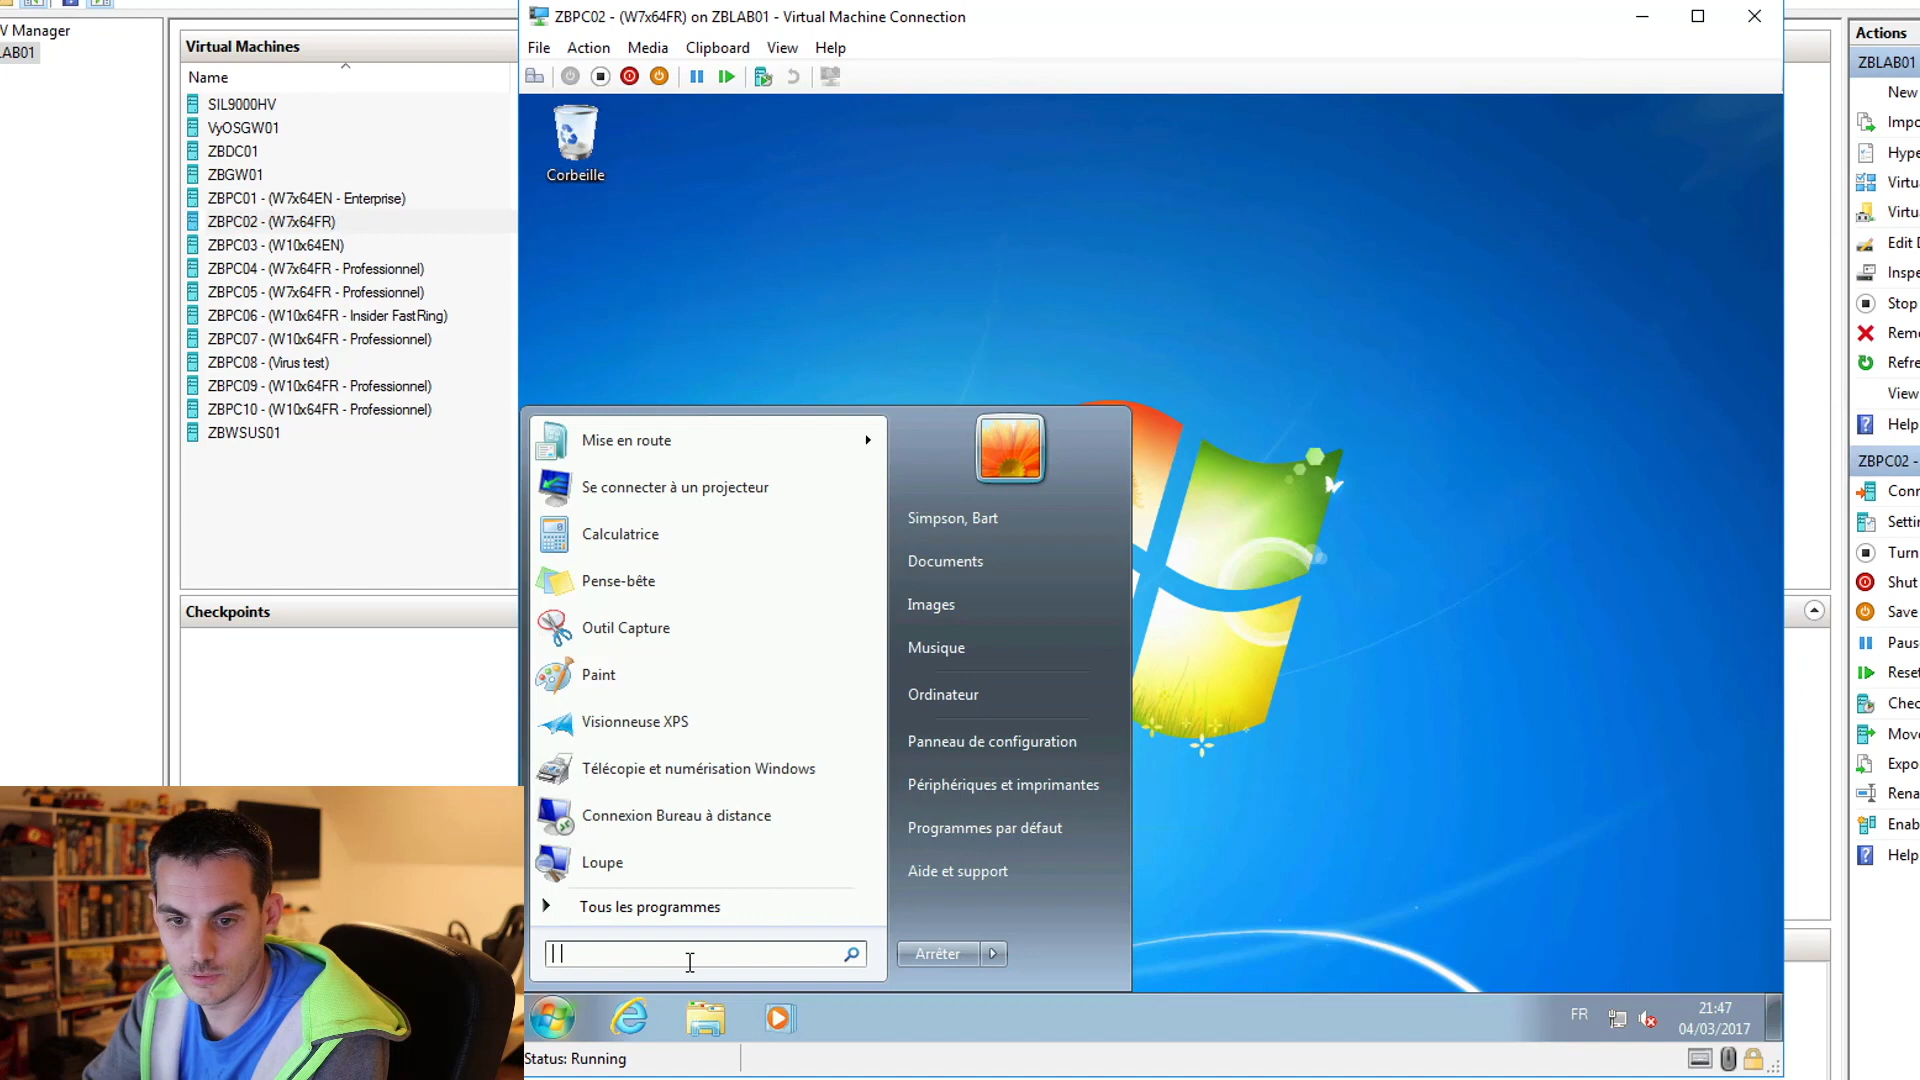 V Manager
LAB01
Virtual Machines
Name
SIL9000HV
VyOSGW01
ZBDC01
ZBGW01
ZBPC01 - (W7x64EN - Enterprise)
ZBPC02 - (W7x64FR)
ZBPC03 - (W10x64EN)
ZBPC04 - (W7x64FR - Professionnel)
ZBPC05 - (W7x64FR - Professionnel)
ZBPC06 - (W10x64FR - Insider FastRing)
ZBPC07 - (W10x64FR - Professionnel)
ZBPC08 - (Virus test)
ZBPC09 - (W10x64FR - Professionnel)
ZBPC10 - (W10x64FR - Professionnel)
ZBWSUS01
Checkpoints
ZBPC02 - (W7x64FR) on ZBLAB01 - Virtual Machine Connection
File Action Media Clipboard View Help
Corbeille
Mise en route
Se connecter à un projecteur
Calculatrice
Pense-bête
Outil Capture
Paint
Visionneuse XPS
Télécopie et numérisation Windows
Connexion Bureau à distance
Loupe
Tous les programmes
Simpson, Bart
Documents
Images
Musique
Ordinateur
Panneau de configuration
Périphériques et imprimantes
Programmes par défaut
Aide et support
Arrêter
FR
21:47
04/03/2017
Status: Running
Actions
ZBLAB01
New
Impo
Hype
Virtu
Virtu
Edit D
Inspe
Stop
Remo
Refre
View
Help
ZBPC02 -
Conn
Settin
Turn
Shut
Save
Paus
Reset
Chec
Move
Expo
Rena
Enab
Help